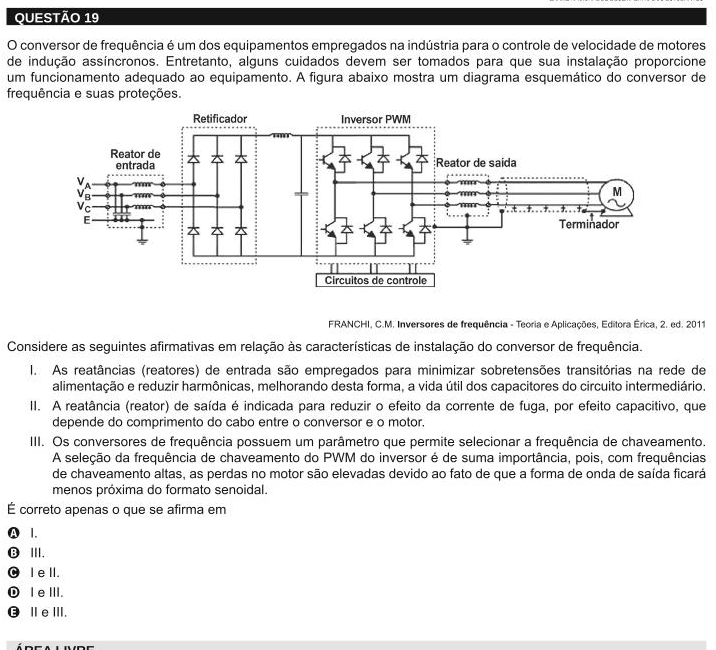 QUESTÃO 19
O conversor de frequência é um dos equipamentos empregados na indústria para o controle de velocidade de motores
de indução assíncronos. Entretanto, alguns cuidados devem ser tomados para que sua instalação proporcione
um funcionamento adequado ao equipamento. A figura abaixo mostra um diagrama esquemático do conversor de
frequência e suas proteções.
Retificador
Inversor PWM
Reator de
entrada
Reator de saída
VA
VB
VC
E
M
Terminador
Circuitos de controle
FRANCHI, C.M. Inversores de frequência - Teoria e Aplicações, Editora Érica, 2. ed. 2011
Considere as seguintes afirmativas em relação às características de instalação do conversor de frequência.
I. As reatâncias (reatores) de entrada são empregados para minimizar sobretensões transitórias na rede de
alimentação e reduzir harmônicas, melhorando desta forma, a vida útil dos capacitores do circuito intermediário.
II. A reatância (reator) de saída é indicada para reduzir o efeito da corrente de fuga, por efeito capacitivo, que
depende do comprimento do cabo entre o conversor e o motor.
III. Os conversores de frequência possuem um parâmetro que permite selecionar a frequência de chaveamento.
A seleção da frequência de chaveamento do PWM do inversor é de suma importância, pois, com frequências
de chaveamento altas, as perdas no motor são elevadas devido ao fato de que a forma de onda de saída ficará
menos próxima do formato senoidal.
É correto apenas o que se afirma em
A I.
B III.
C I e II.
D I e III.
E II e III.
ÁREA LIVRE